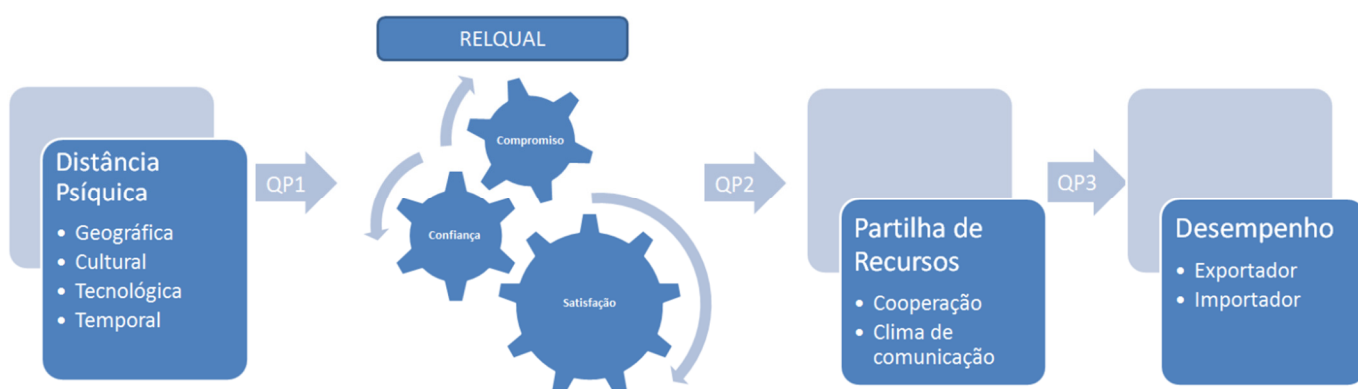 RELQUAL
Distância
Psíquica
• Geográfica
• Cultural
• Tecnológica
• Temporal
QP1
Compromiso
Confiança
Satisfação
QP2
Partilha de
Recursos
• Cooperação
• Clima de
comunicação
QP3
Desempenho
• Exportador
• Importador